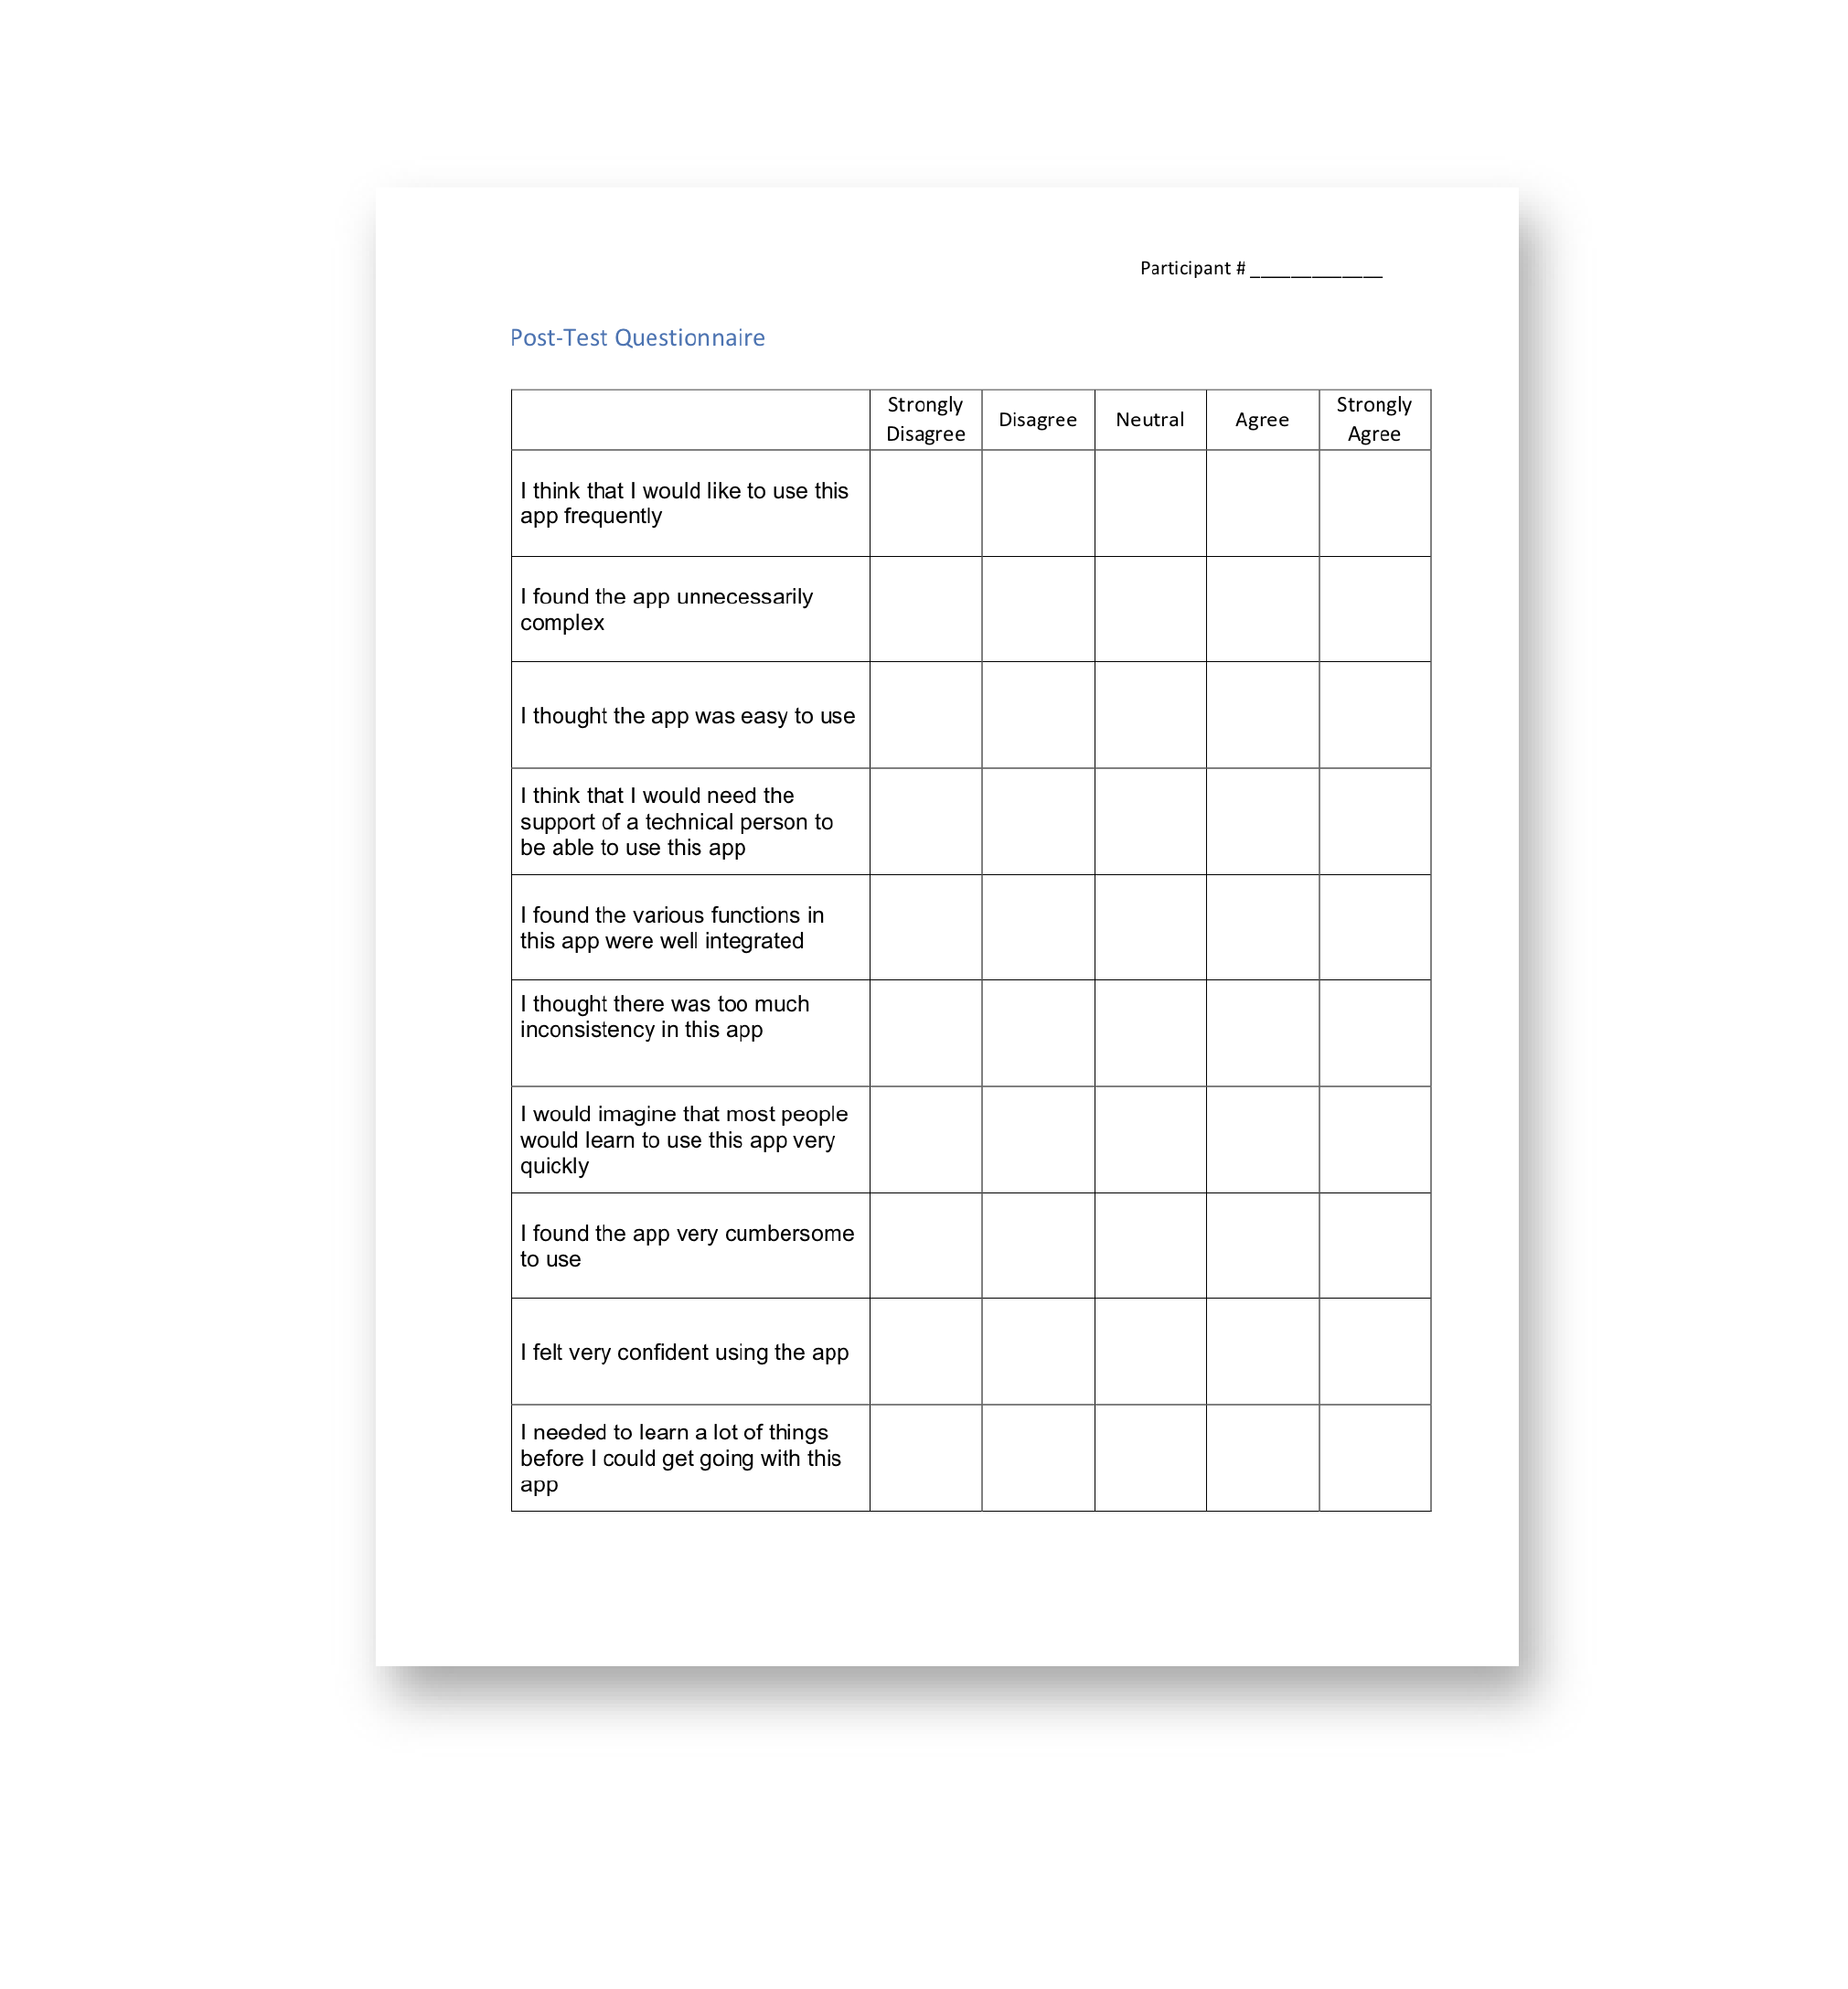 Participant # _____________
Post-Test Questionnaire
Strongly
Disagree
Disagree
Neutral
Agree
Strongly
Agree
I think that I would like to use this
app frequently
I found the app unnecessarily
complex
I thought the app was easy to use
I think that I would need the
support of a technical person to
be able to use this app
I found the various functions in
this app were well integrated
I thought there was too much
inconsistency in this app
I would imagine that most people
would learn to use this app very
quickly
I found the app very cumbersome
to use
I felt very confident using the app
I needed to learn a lot of things
before I could get going with this
app